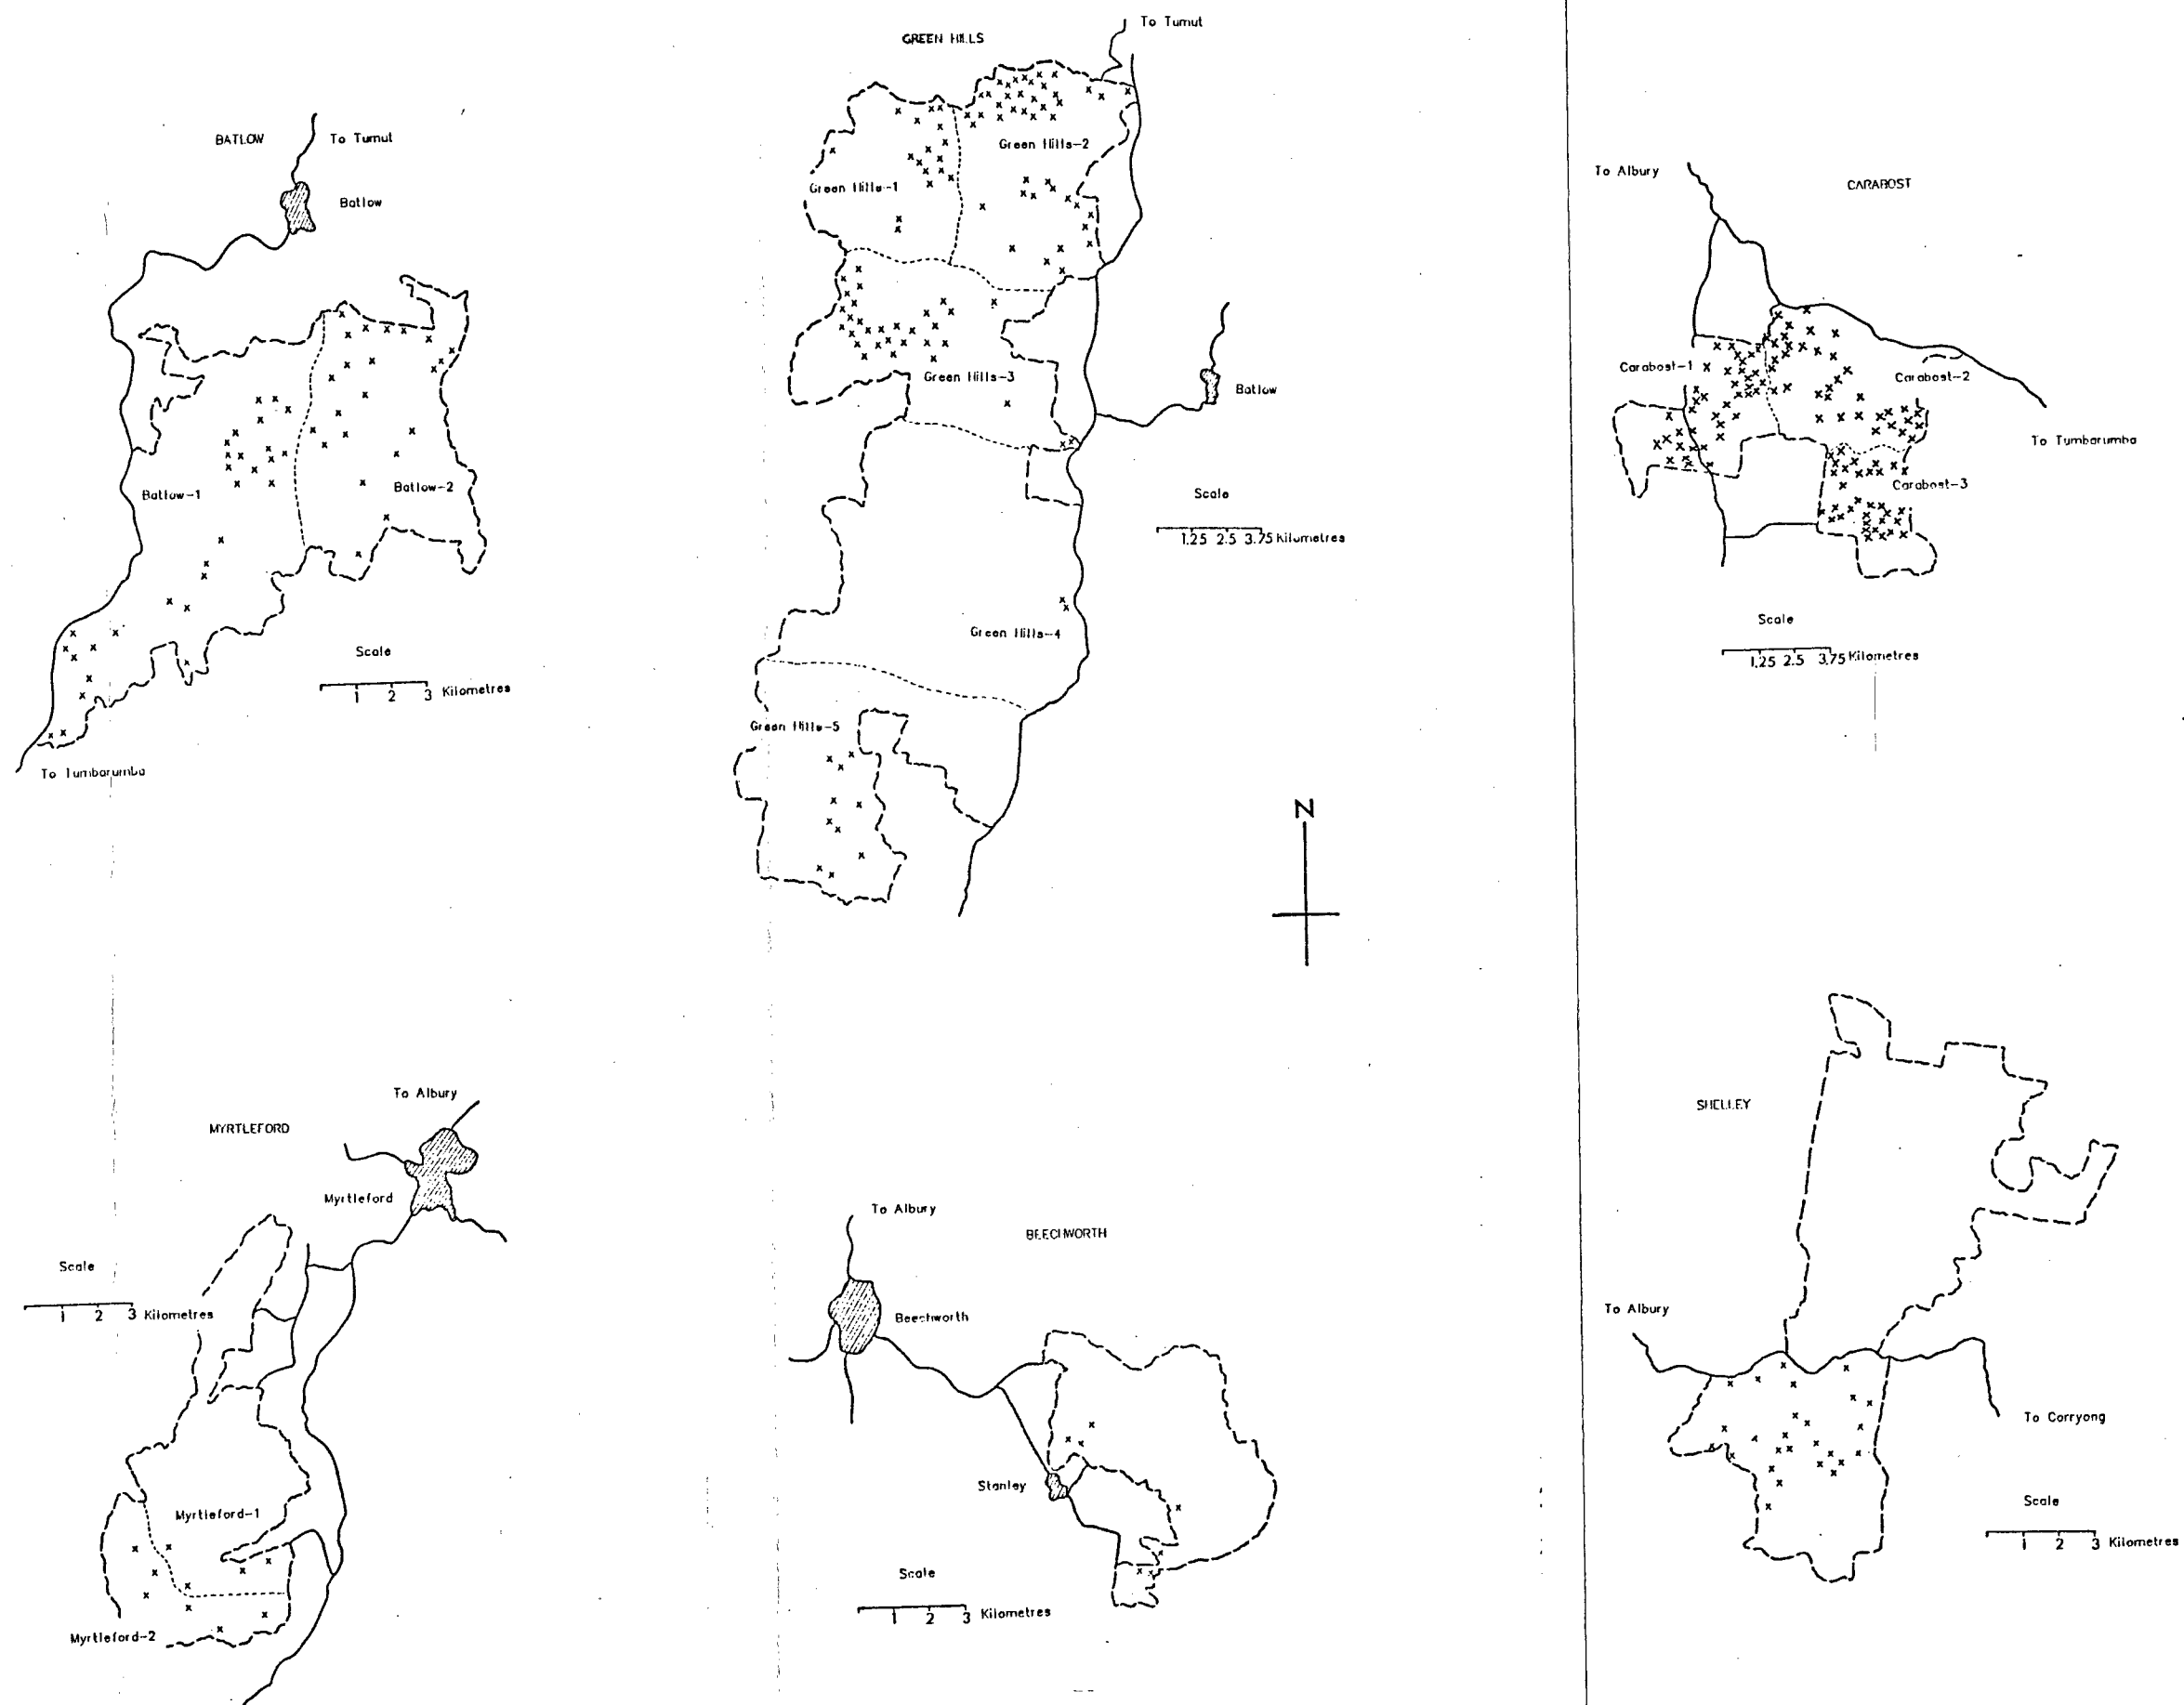 BATLOW
To Tumut
Batlow
Batlow-1
Batlow-2
Scale
1 2 3 Kilometres
To Tumbarumba
GREEN HILLS
To Tumut
Green Hills-2
Green Hills-1
Green Hills-3
Batlow
Scale
1.25 2.5 3.75 Kilometres
Green Hills-4
Green Hills-5
N
To Albury
CARABOST
Carabost-1
Carabost-2
To Tumbarumba
Carabost-3
Scale
1.25 2.5 3.75 Kilometres
To Albury
MYRTLEFORD
Myrtleford
Scale
1 2 3 Kilometres
Myrtleford-1
Myrtleford-2
To Albury
BEECHWORTH
Beechworth
Stanley
Scale
1 2 3 Kilometres
SHELLEY
To Albury
To Corryong
Scale
1 2 3 Kilometres